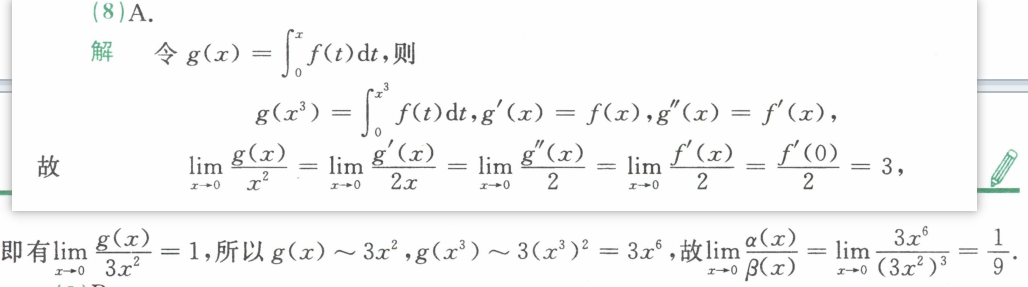 (8)A.
解 令 g(x) = ∫₀ˣ f(t)dt,则
g(x³) = ∫₀^{x³} f(t)dt,g′(x) = f(x),g″(x) = f′(x),
故 lim_{x→0} g(x)/x² = lim_{x→0} g′(x)/2x = lim_{x→0} g″(x)/2 = lim_{x→0} f′(x)/2 = f′(0)/2 = 3,
即有 lim_{x→0} g(x)/3x² = 1,所以 g(x) ~ 3x²,g(x³) ~ 3(x³)² = 3x⁶,故 lim_{x→0} α(x)/β(x) = lim_{x→0} 3x⁶/(3x²)³ = 1/9.